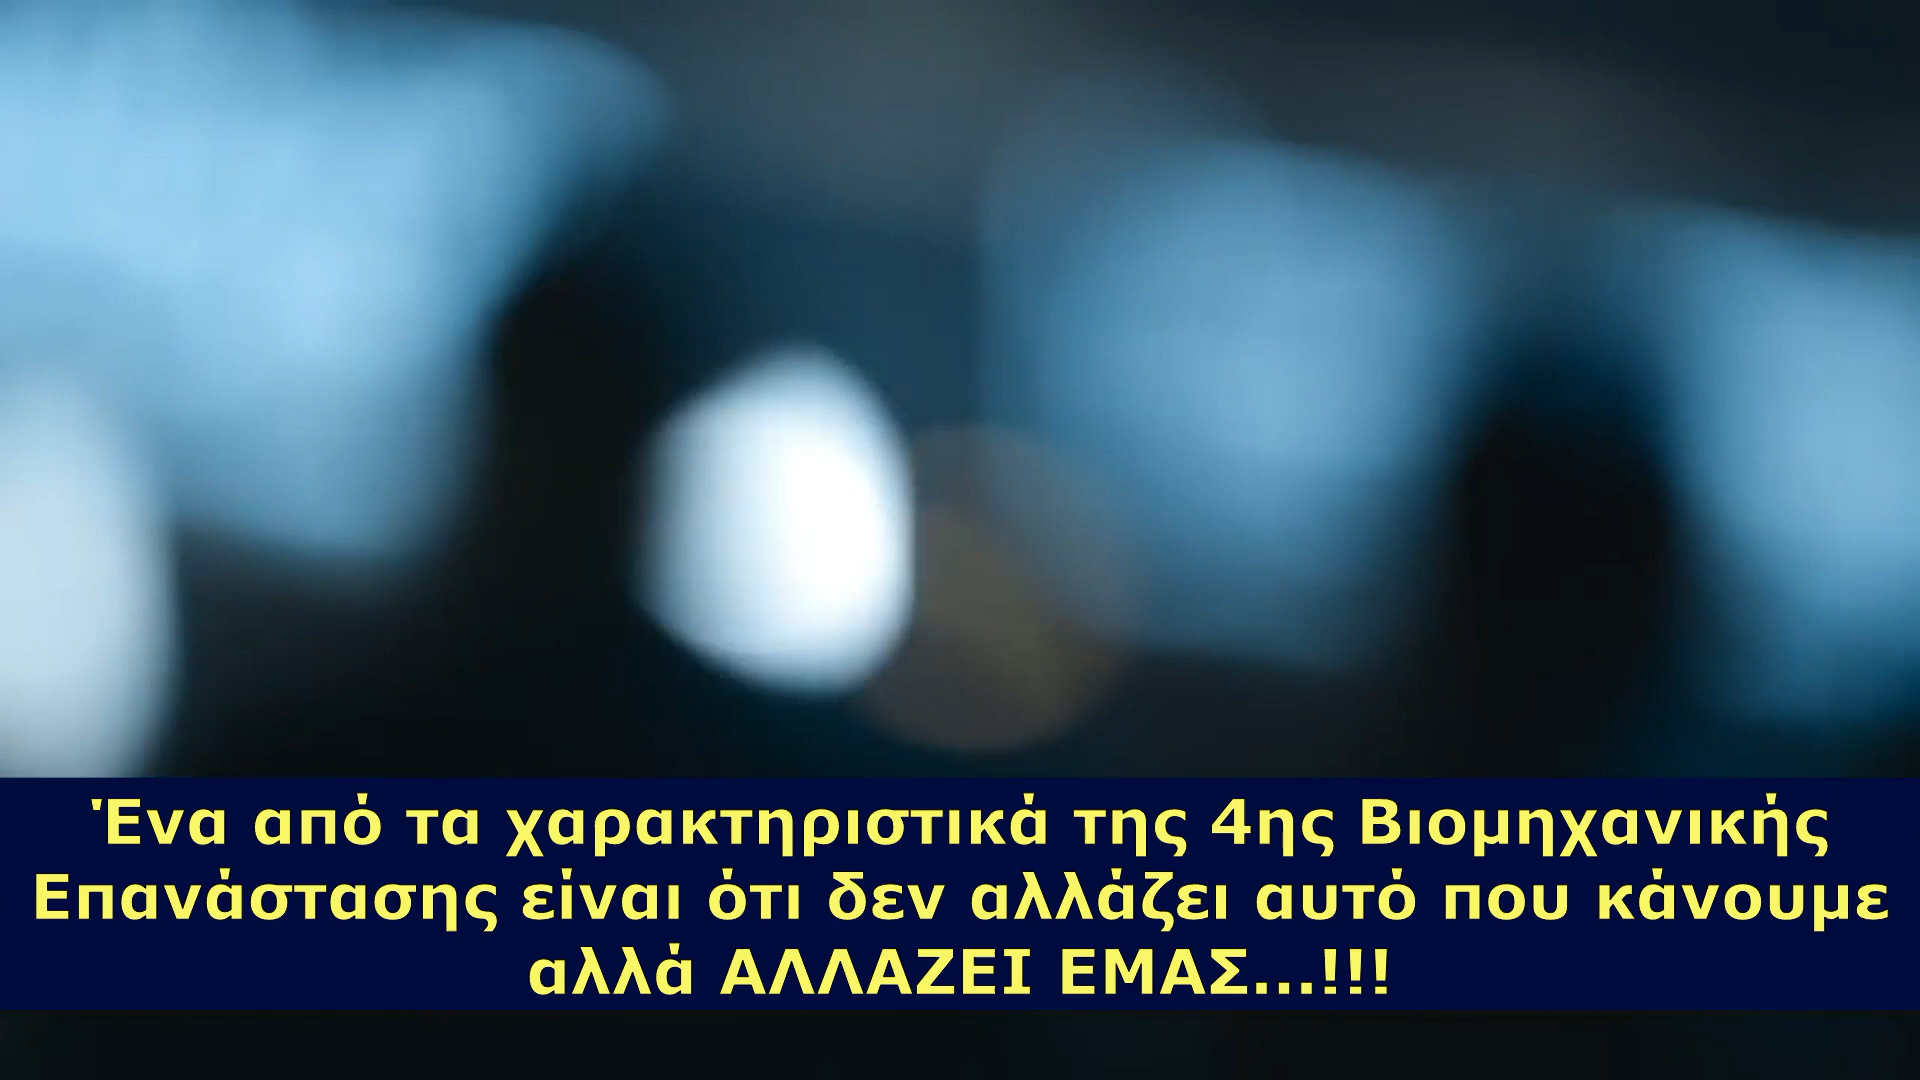 Ένα από τα χαρακτηριστικά της 4ης Βιομηχανικής
Επανάστασης είναι ότι δεν αλλάζει αυτό που κάνουμε
αλλά ΑΛΛΑΖΕΙ ΕΜΑΣ...!!!